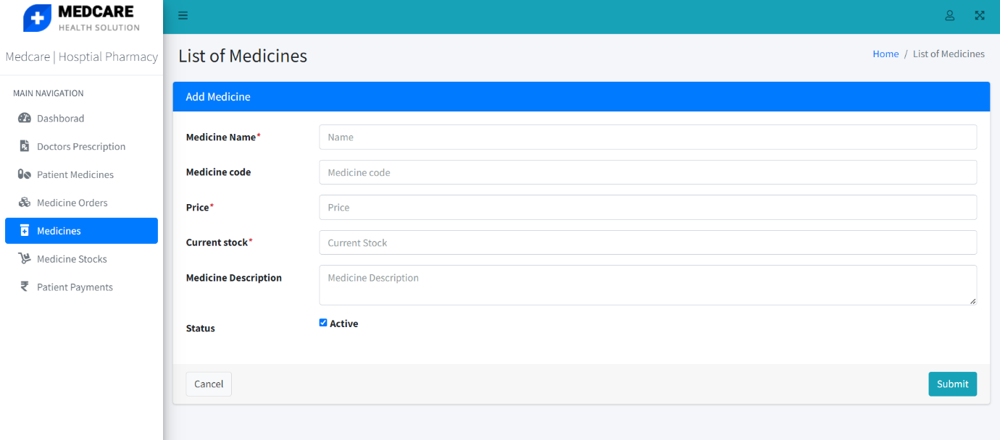 MEDCARE
HEALTH SOLUTION
Medcare | Hosptial Pharmacy
MAIN NAVIGATION
Dashborad
Doctors Prescription
Patient Medicines
Medicine Orders
Medicines
Medicine Stocks
Patient Payments
List of Medicines
Home / List of Medicines
Add Medicine
Medicine Name* Name
Medicine code Medicine code
Price* Price
Current stock* Current Stock
Medicine Description Medicine Description
Status Active
Cancel Submit